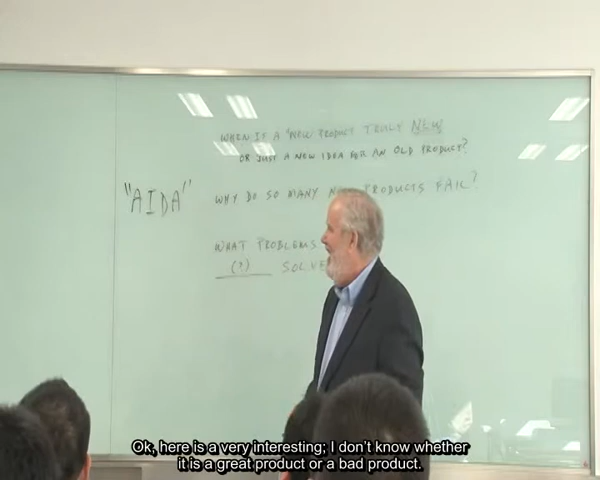 WHEN IS A "NEW PRODUCT TRULY NEW
OR JUST A NEW IDEA FOR AN OLD PRODUCT?
"AIDA"
WHY DO SO MANY PRODUCTS FAIL?
WHAT PROBLEMS
(?) SOLVE
Ok, here is a very interesting; I don't know whether
it is a great product or a bad product.